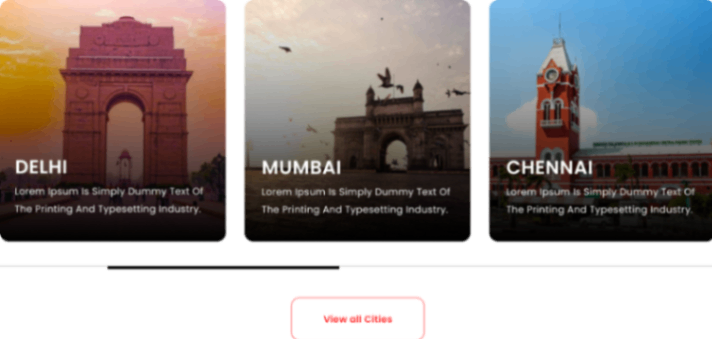 DELHI
Lorem Ipsum Is Simply Dummy Text Of
The Printing And Typesetting Industry.
MUMBAI
Lorem Ipsum Is Simply Dummy Text Of
The Printing And Typesetting Industry.
CHENNAI
Lorem Ipsum Is Simply Dummy Text Of
The Printing And Typesetting Industry.
View all Cities